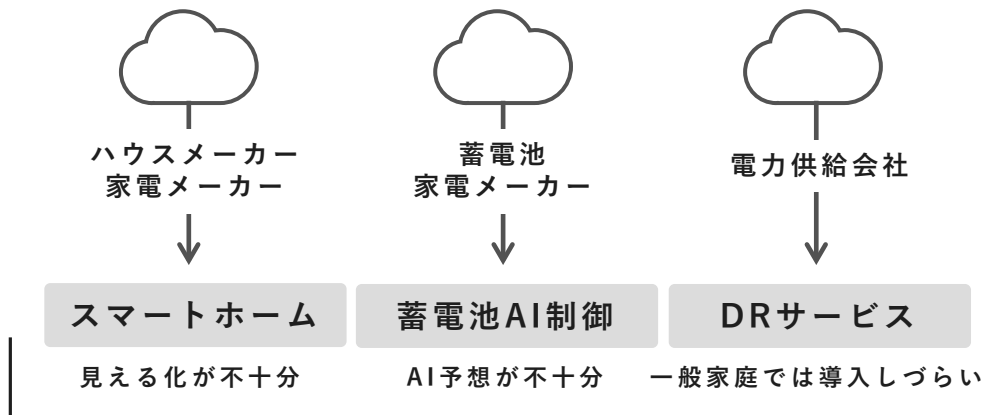 ハウスメーカー
家電メーカー
蓄電池
家電メーカー
電力供給会社
スマートホーム
蓄電池AI制御
DRサービス
見える化が不十分
AI予想が不十分
一般家庭では導入しづらい